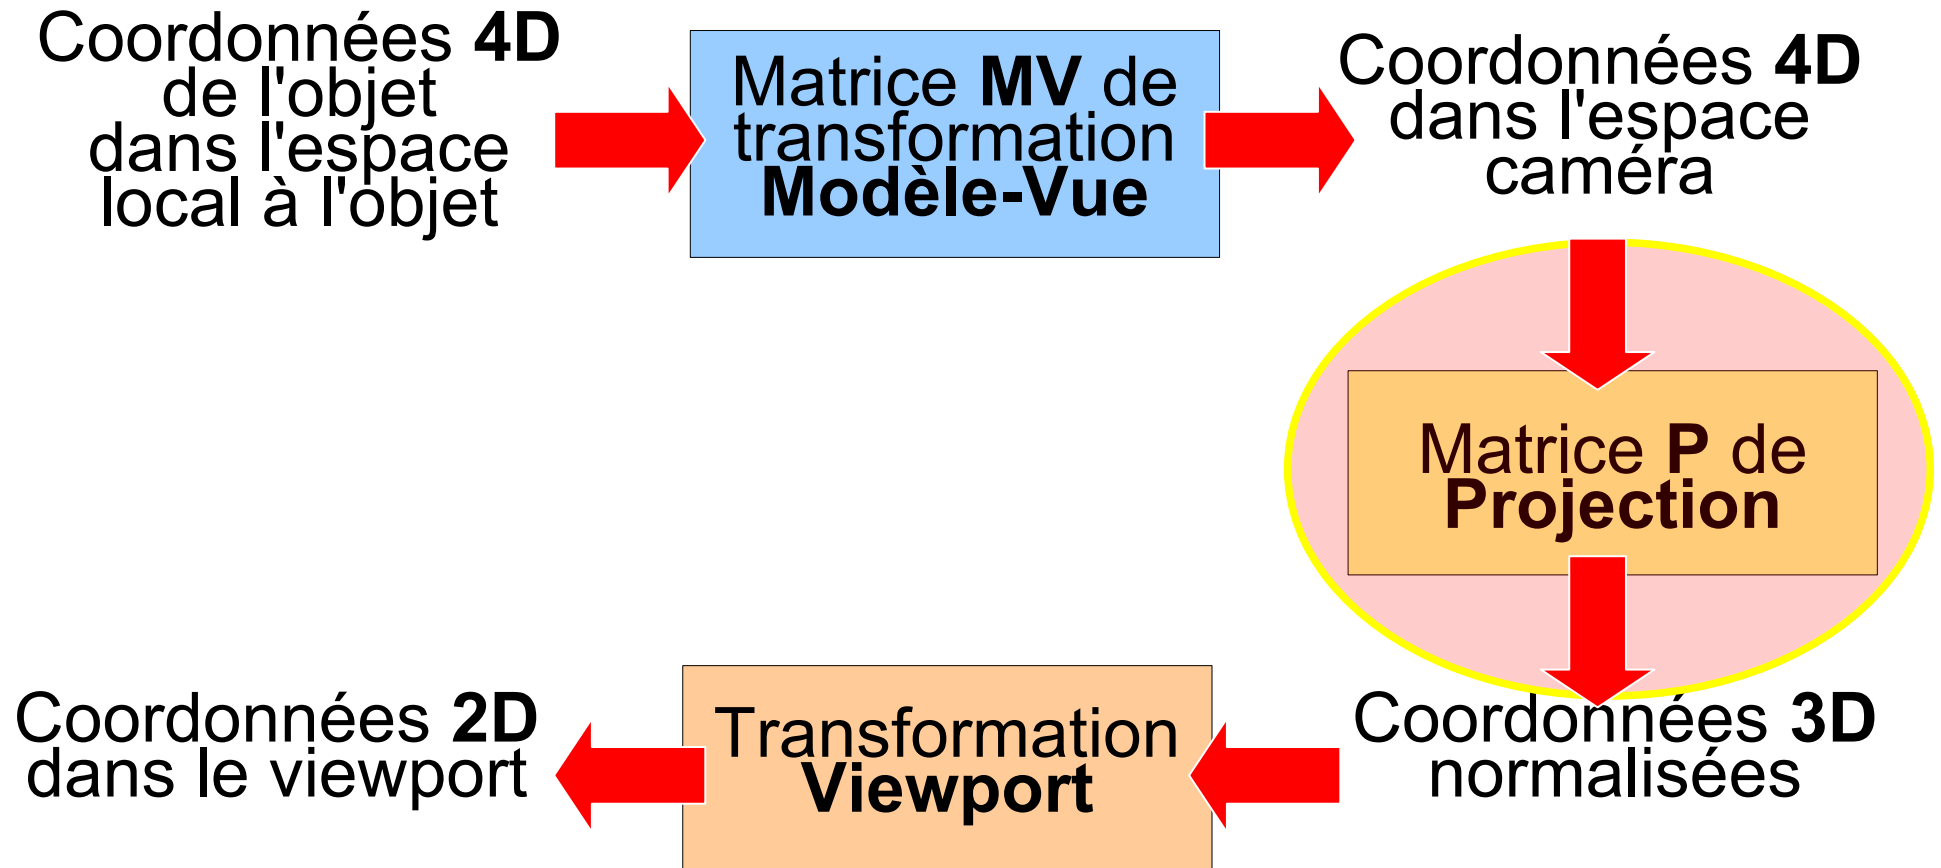 Coordonnées 4D
de l'objet
dans l'espace
local à l'objet
Matrice MV de
transformation
Modèle-Vue
Coordonnées 4D
dans l'espace
caméra
Matrice P de
Projection
Coordonnées 3D
normalisées
Transformation
Viewport
Coordonnées 2D
dans le viewport